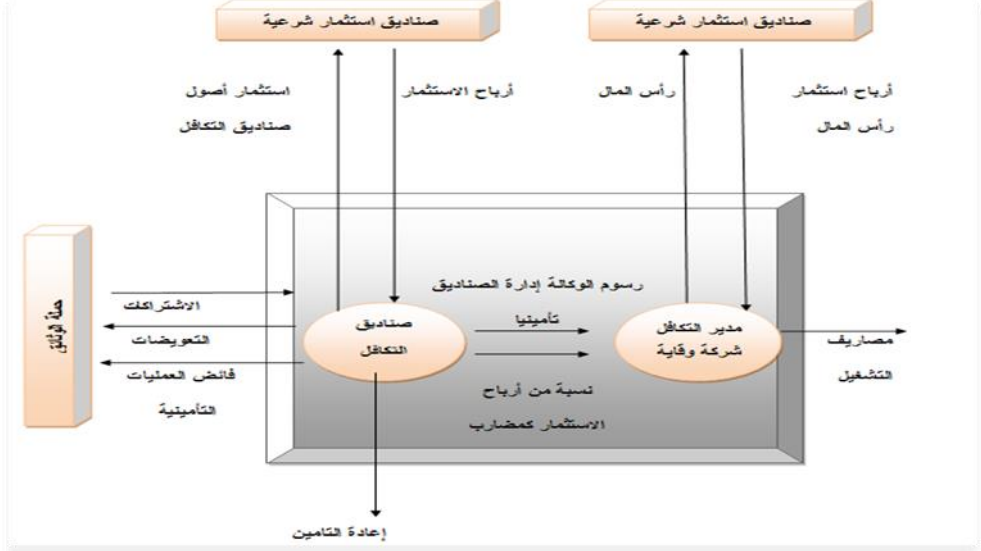 صناديق استثمار شرعية
صناديق استثمار شرعية
استثمار أصول
صناديق التكافل
أرباح الاستثمار
رأس المال
أرباح استثمار
رأس المال
حملة الوثائق
الاشتراكات
التعويضات
فائض العمليات
التأمينية
صناديق
التكافل
رسوم الوكالة إدارة الصناديق
تأمينيا
نسبة من أرباح
الاستثمار كمضارب
مدير التكافل
شركة وقاية
مصاريف
التشغيل
إعادة التامين